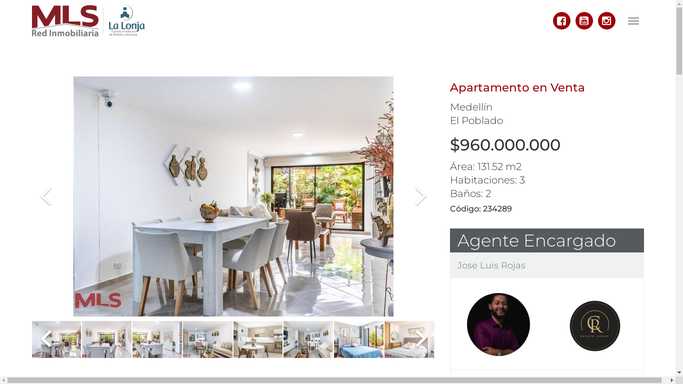 MLS
Red Inmobiliaria
La Lonja
Apartamento en Venta
Medellín
El Poblado
$960.000.000
Área: 131.52 m2
Habitaciones: 3
Baños: 2
Código: 234289
MLS
Agente Encargado
Jose Luis Rojas